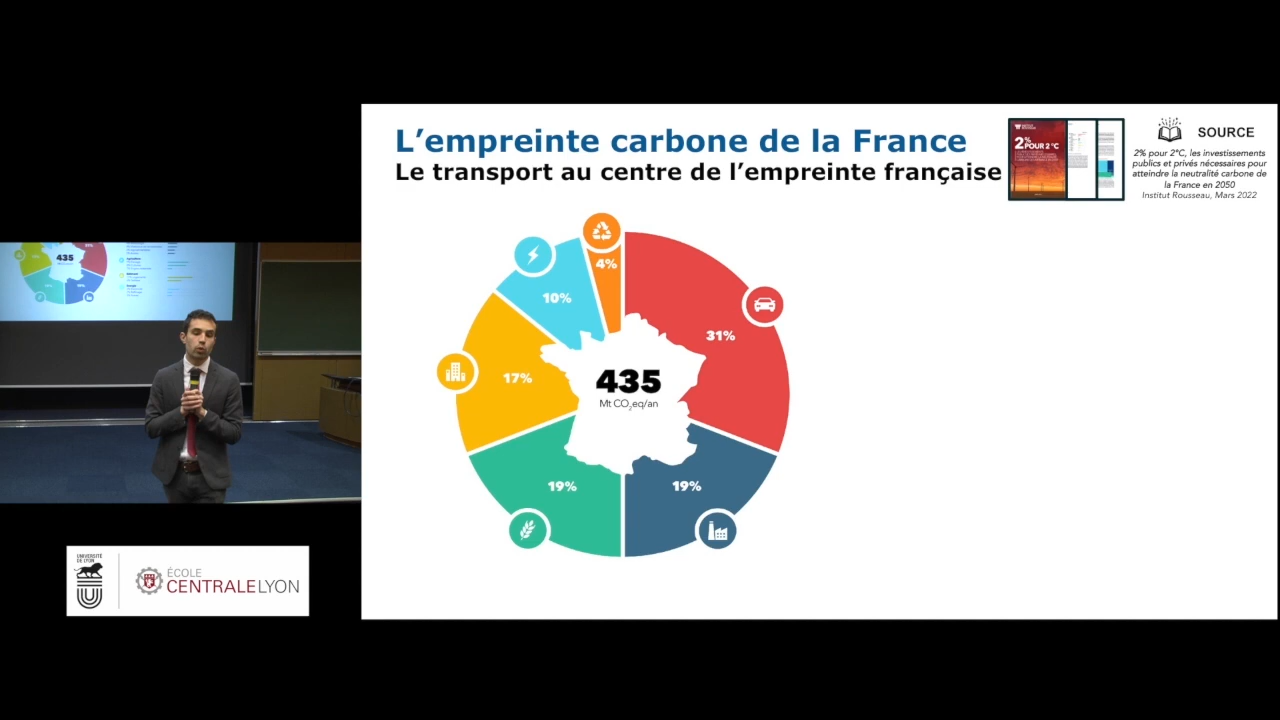 L’empreinte carbone de la France
Le transport au centre de l’empreinte française
2%
POUR 2 °C
SOURCE
2% pour 2°C, les investissements
publics et privés nécessaires pour
atteindre la neutralité carbone de
la France en 2050
Institut Rousseau, Mars 2022
4%
10%
31%
17%
435
Mt CO2eq/an
19%
19%
435
UNIVERSITÉ
DE LYON
ÉCOLE
CENTRALELYON